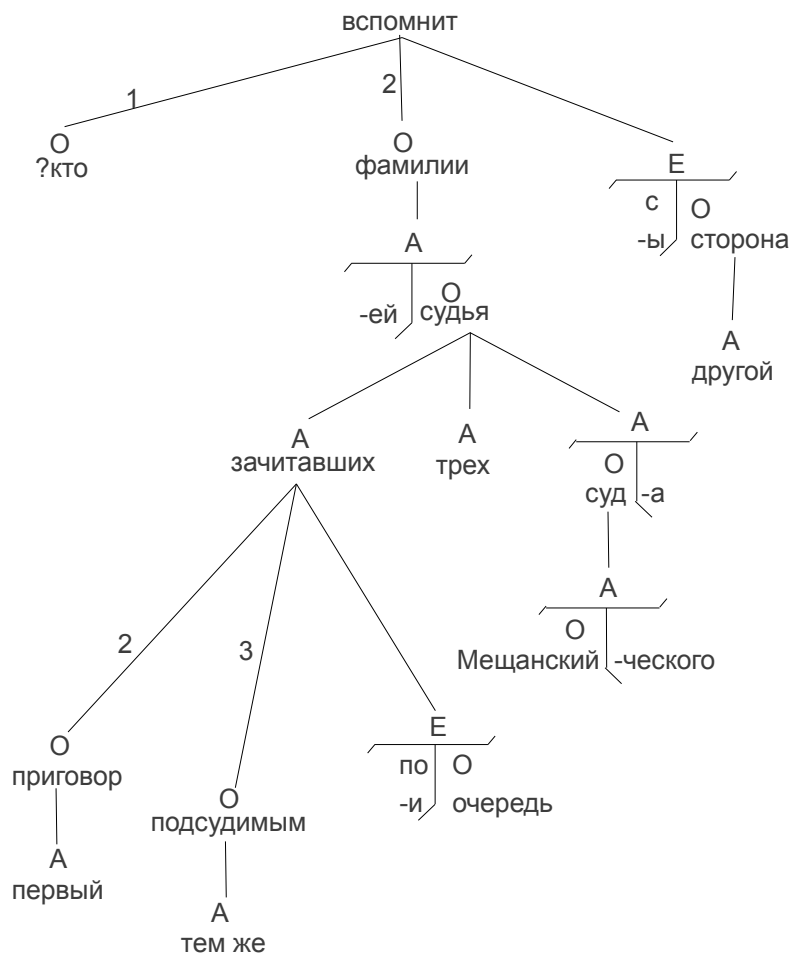 вспомнит
1
2
О
?кто
О
фамилии
Е
с О
-ы сторона
А
О
-ей судья
А
другой
А
зачитавших
А
трех
А
О
суд -а
А
О
Мещанский -ческого
2
3
О
приговор
Е
по О
-и очередь
О
подсудимым
А
первый
А
тем же